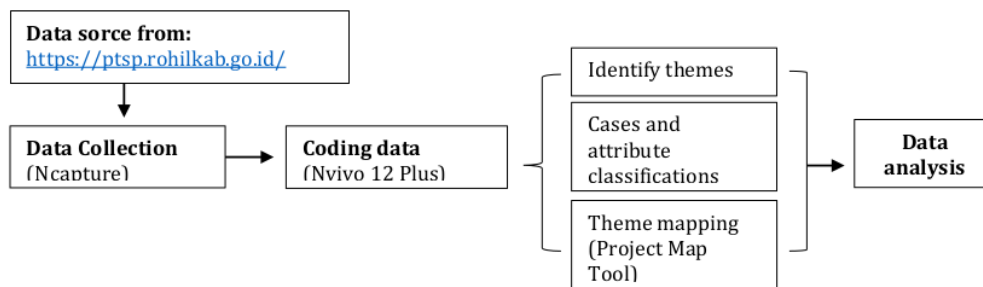 Data sorce from:
https://ptsp.rohilkab.go.id/
Data Collection
(Ncapture)
Coding data
(Nvivo 12 Plus)
Identify themes
Cases and
attribute
classifications
Theme mapping
(Project Map
Tool)
Data
analysis